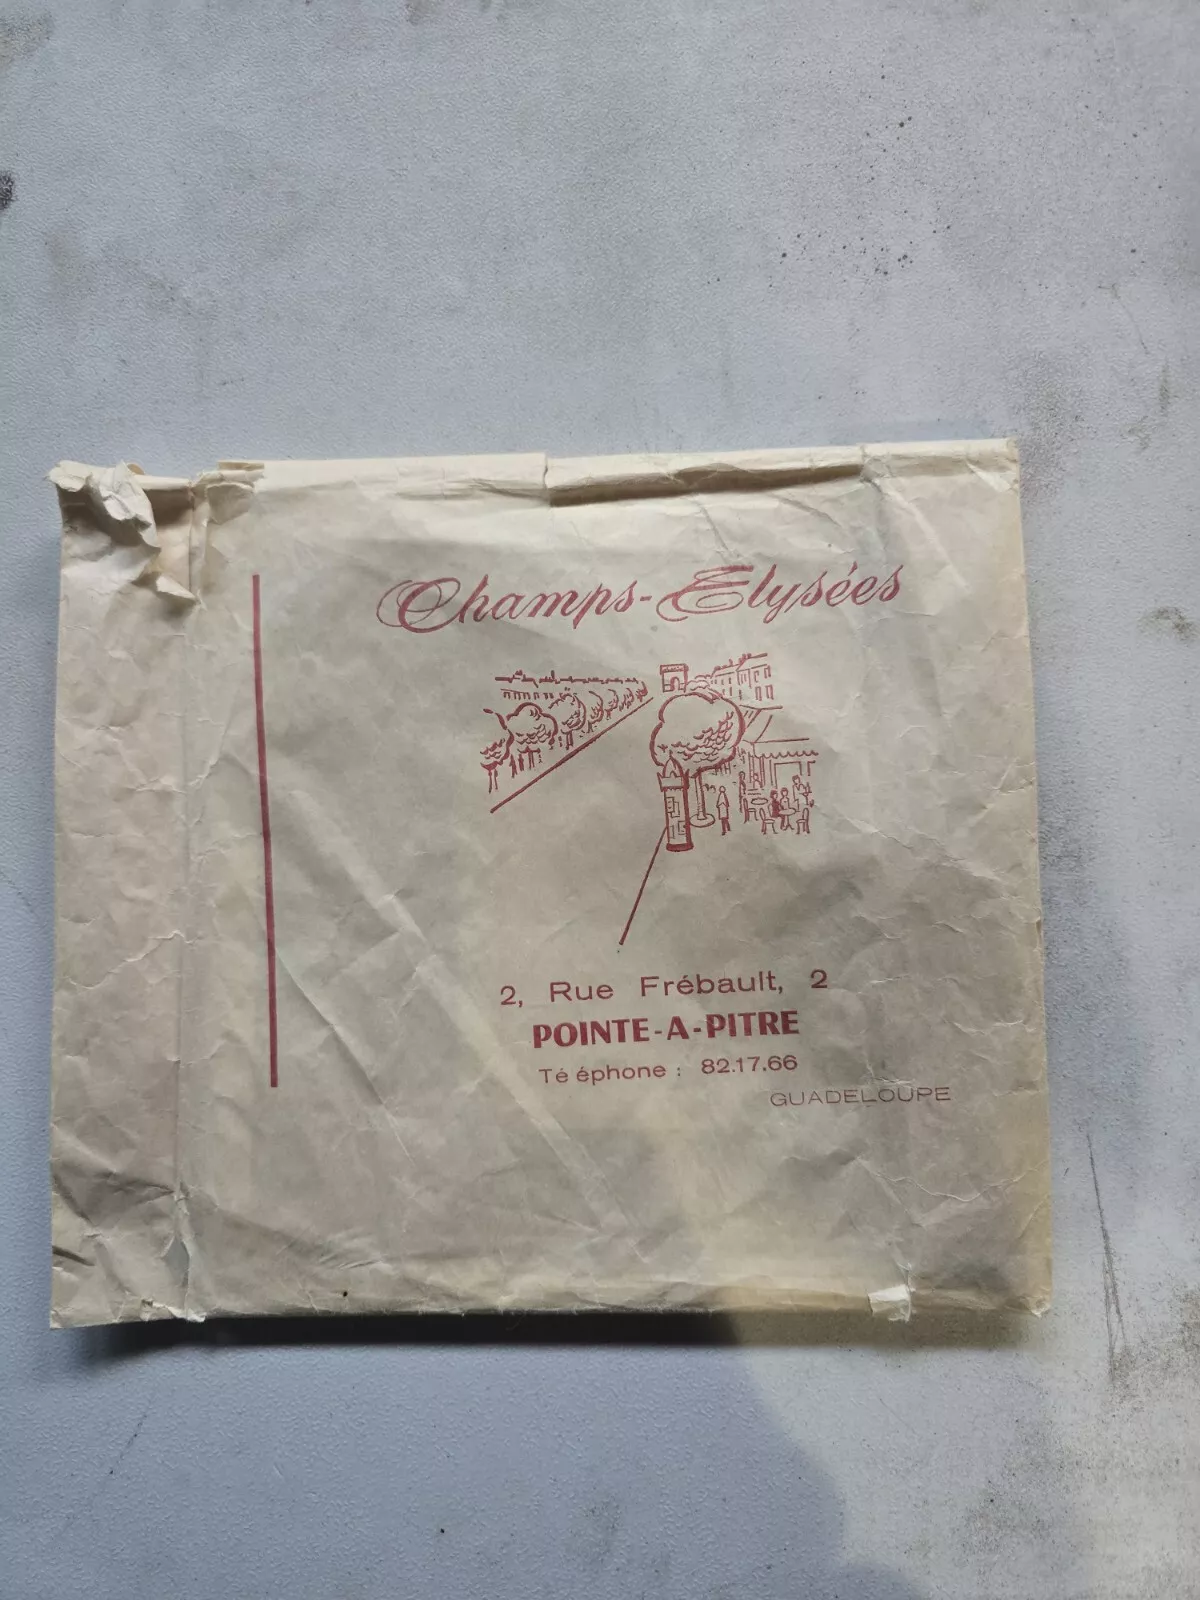 Champs-Elysées
2, Rue Frébault, 2
POINTE-A-PITRE
Té éphone : 82.17.66
GUADELOUPE